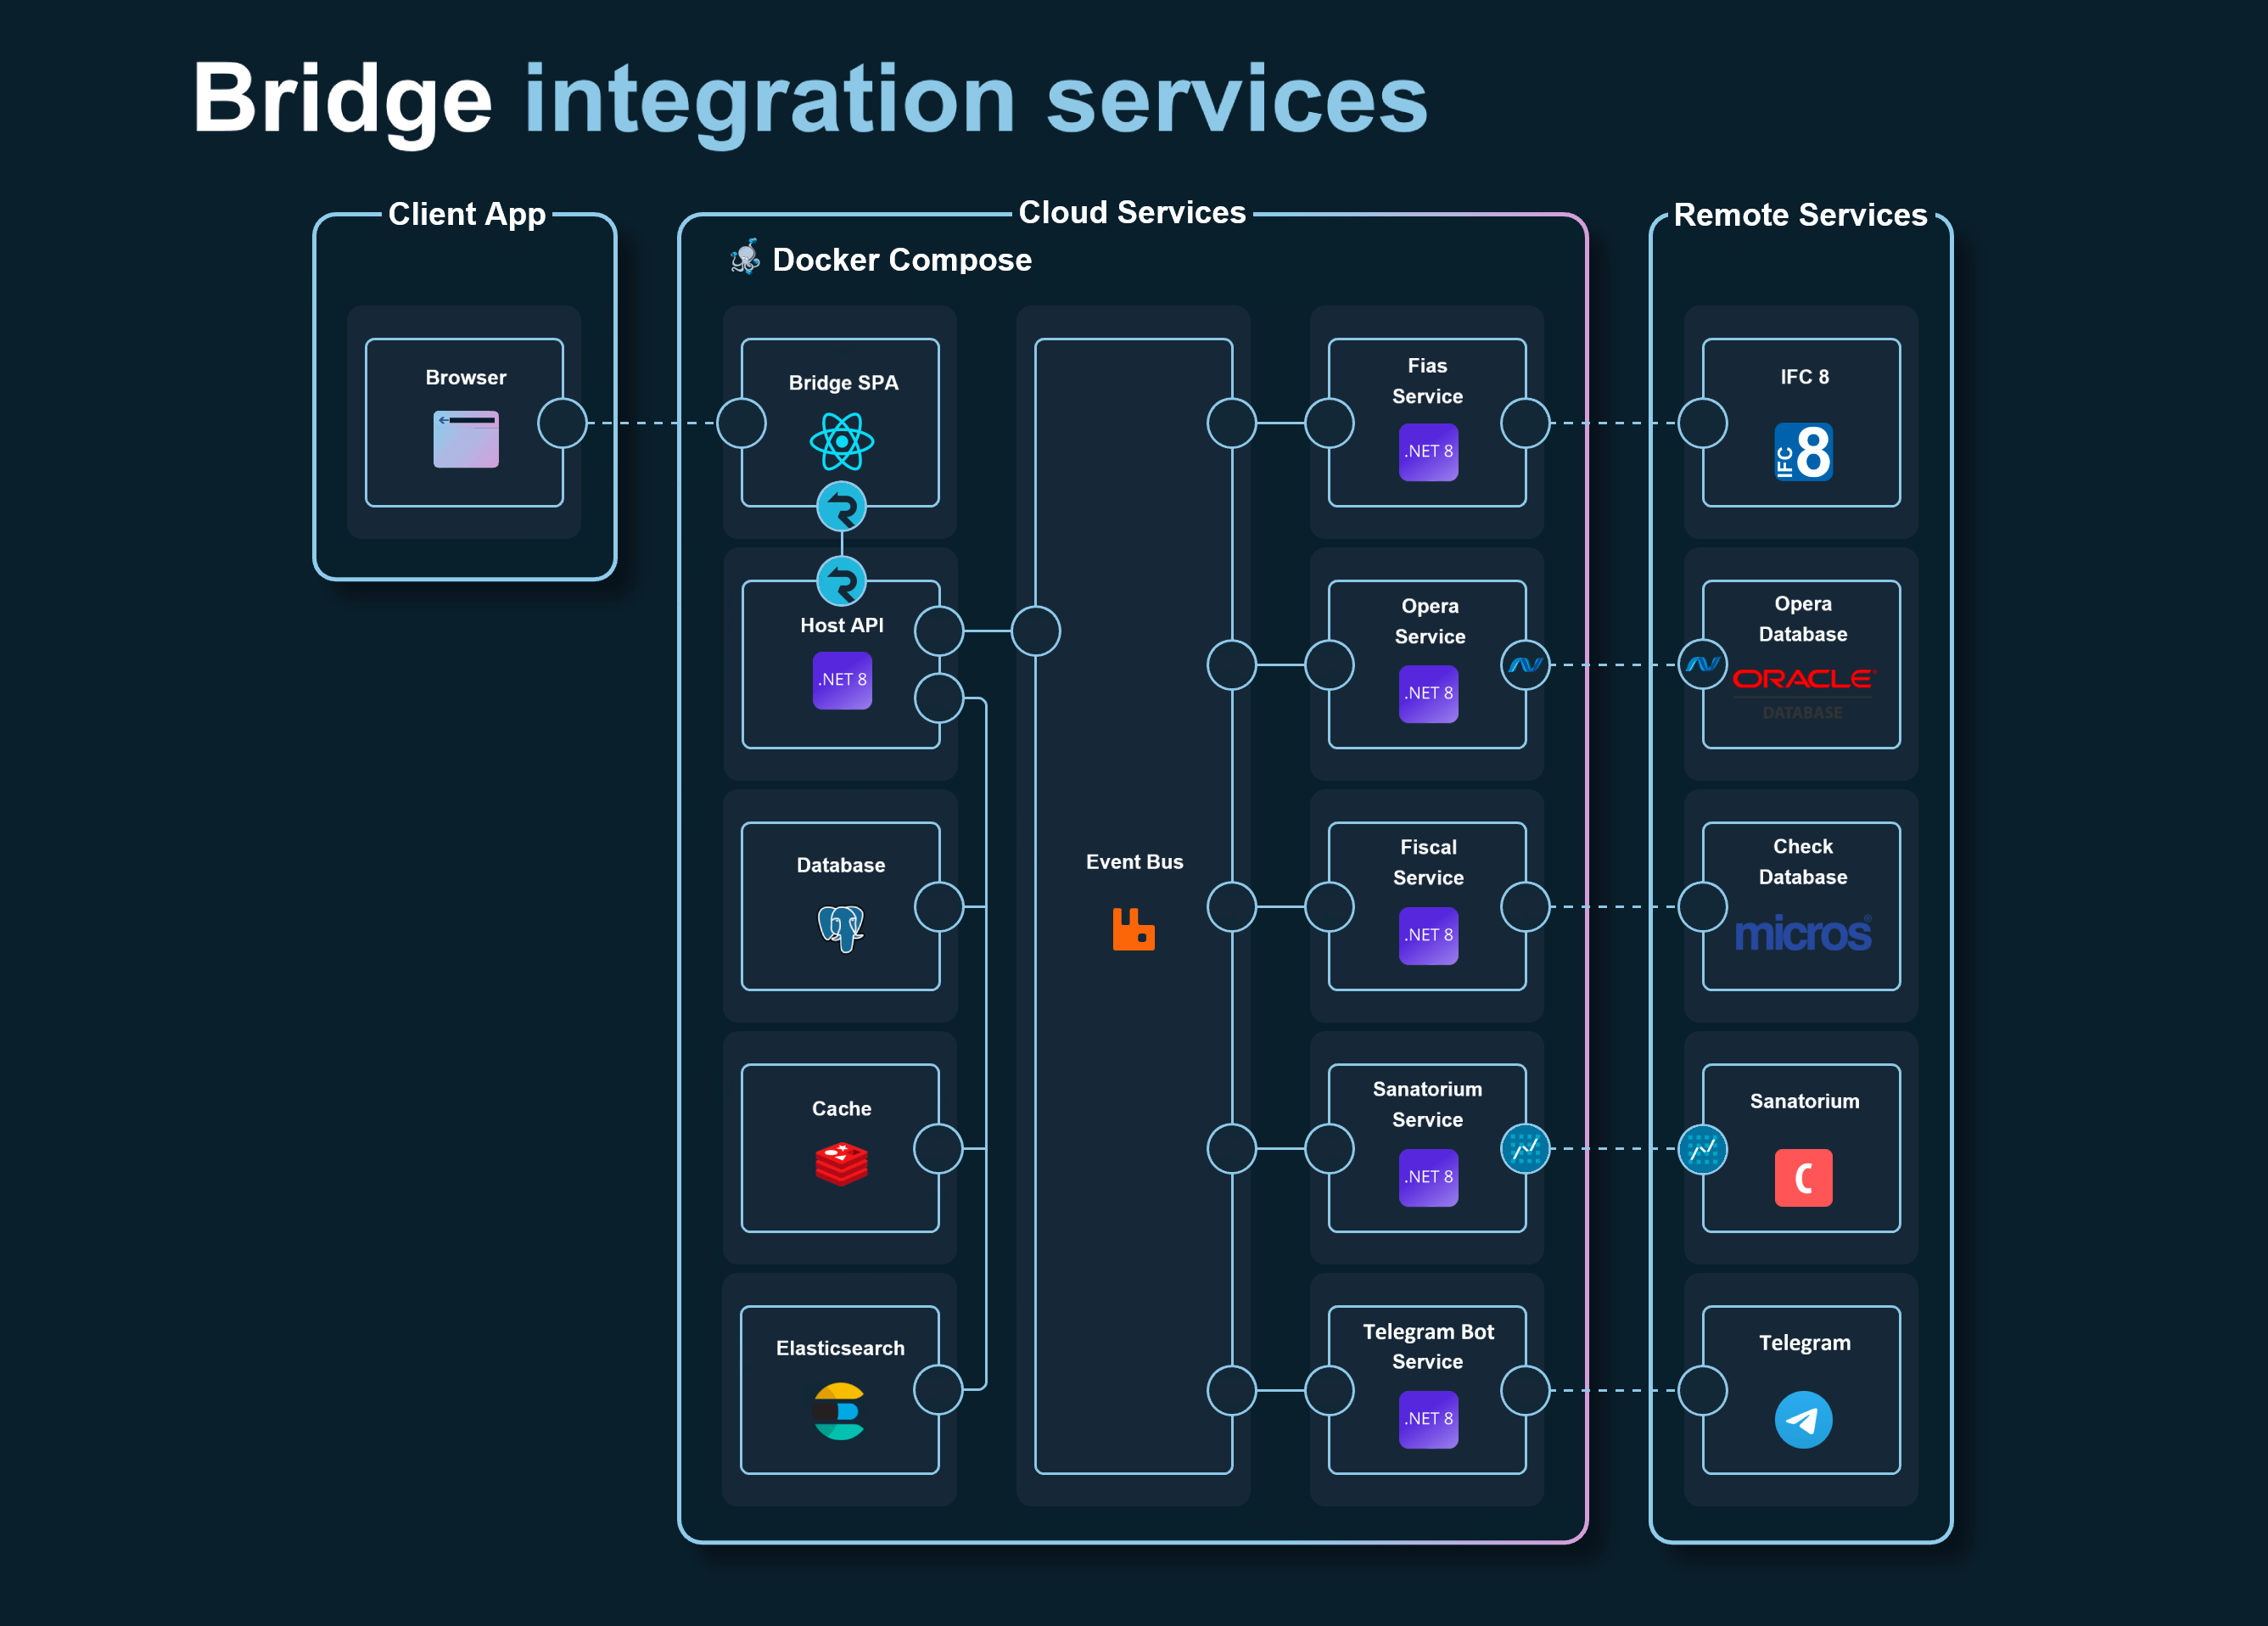 Bridge integration services
Client App
Browser
Cloud Services
Docker Compose
Bridge SPA
Host API
.NET 8
Database
Cache
Elasticsearch
Event Bus
Fias
Service
.NET 8
Opera
Service
.NET 8
Fiscal
Service
.NET 8
Sanatorium
Service
.NET 8
Telegram Bot
Service
.NET 8
Remote Services
IFC 8
IFC 8
Opera
Database
ORACLE
DATABASE
Check
Database
micros®
Sanatorium
Telegram